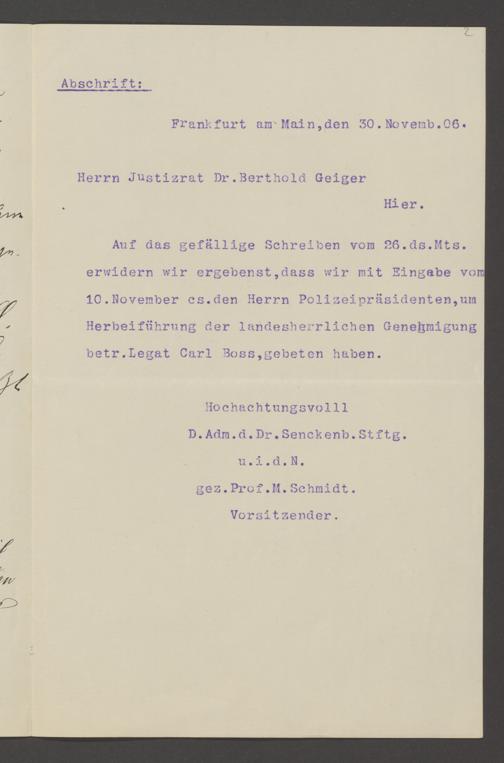 2
Abschrift:
Frankfurt am Main,den 30.Novemb.06.
Herrn Justizrat Dr.Berthold Geiger
Hier.
Auf das gefällige Schreiben vom 26.ds.Mts.
erwidern wir ergebenst,dass wir mit Eingabe vom
10.November cs.den Herrn Polizeipräsidenten,um
Herbeiführung der landesherrlichen Genehmigung
betr.Legat Carl Boss,gebeten haben.
Hochachtungsvolll
D.Adm.d.Dr.Senckenb.Stftg.
u.i.d.N.
gez.Prof.M.Schmidt.
Vorsitzender.